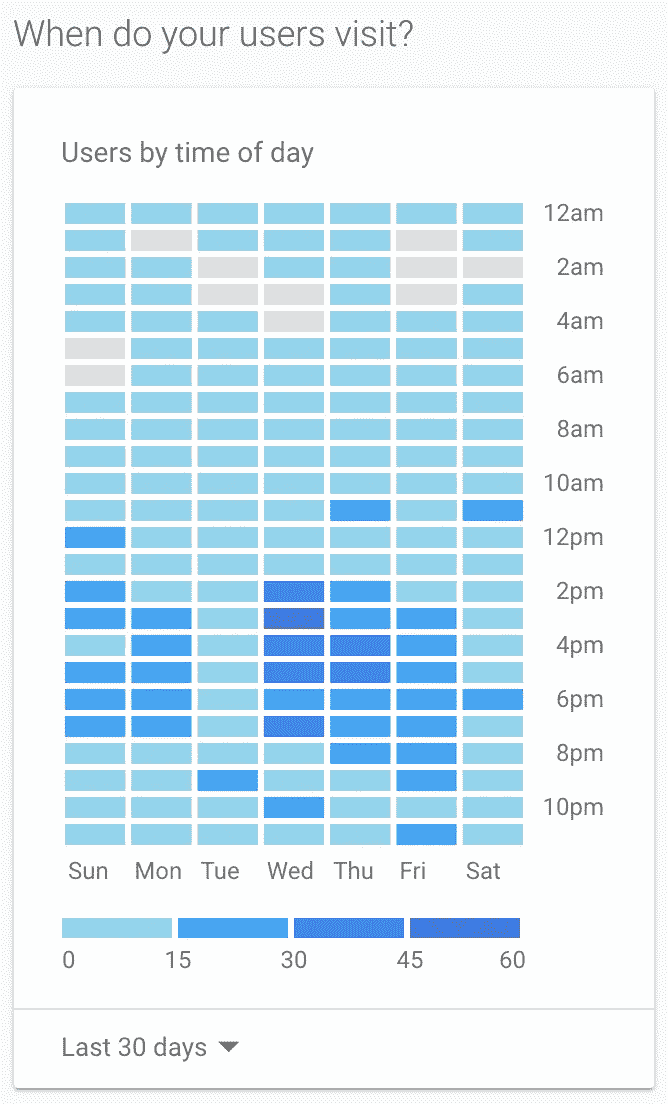 When do your users visit?
Users by time of day
12am
2am
4am
6am
8am
10am
12pm
2pm
4pm
6pm
8pm
10pm
Sun Mon Tue Wed Thu Fri Sat
0 15 30 45 60
Last 30 days